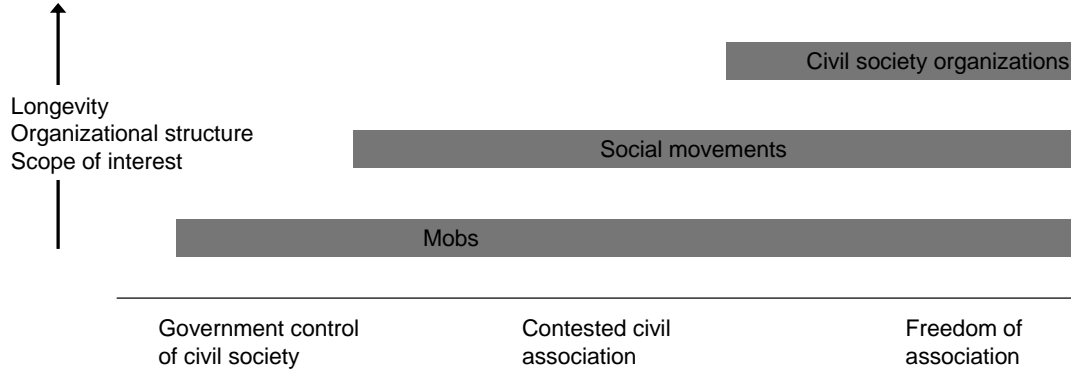 Civil society organizations
Longevity
Organizational structure
Scope of interest
Social movements
Mobs
Government control
of civil society
Contested civil
association
Freedom of
association